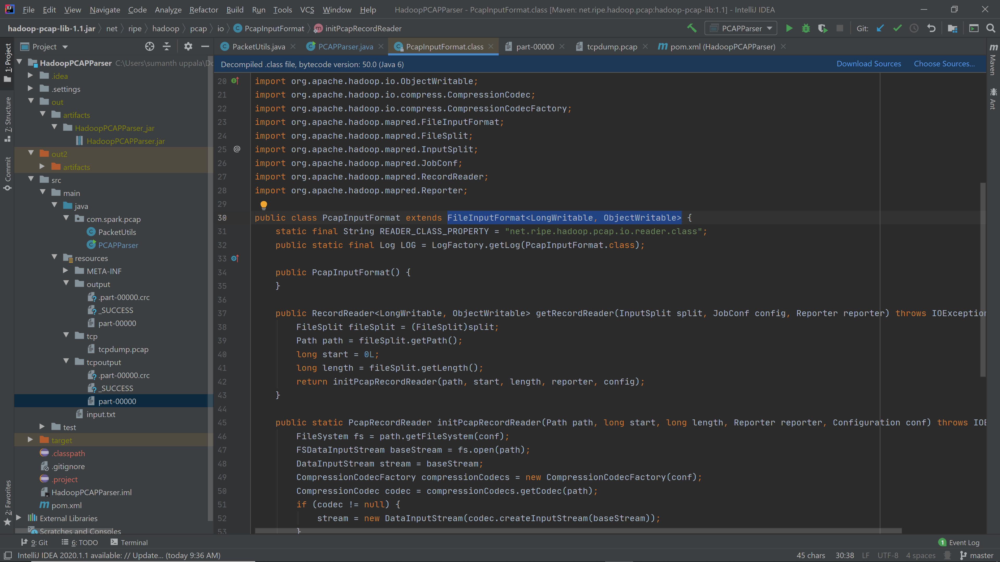 File Edit View Navigate Code Analyze Refactor Build Run Tools VCS Window Help HadoopPCAPParser - PcapInputFormat.class [Maven: net.ripe.hadoop.pcap:hadoop-pcap-lib:1.1] - IntelliJ IDEA
hadoop-pcap-lib-1.1.jar net ripe hadoop pcap io PcapInputFormat initPcapRecordReader PCAPParser Git:
Project PacketUtils.java PCAPParser.java PcapInputFormat.class part-00000 tcpdump.pcap pom.xml (HadoopPCAPParser)
Decompiled .class file, bytecode version: 50.0 (Java 6) Download Sources Choose Sources...
1: Project
7: Structure
Commit
2: Favorites
Maven
Ant
HadoopPCAPParser C:\Users\sumanth uppala\Do
.idea
.settings
out
artifacts
HadoopPCAPParser_jar
HadoopPCAPParser.jar
out2
artifacts
src
main
java
com.spark.pcap
PacketUtils
PCAPParser
resources
META-INF
output
.part-00000.crc
_SUCCESS
part-00000
tcp
tcpdump.pcap
tcpoutput
.part-00000.crc
_SUCCESS
part-00000
input.txt
test
target
.classpath
.gitignore
.project
HadoopPCAPParser.iml
pom.xml
External Libraries
Scratches and Consoles
20 import org.apache.hadoop.io.ObjectWritable;
21 import org.apache.hadoop.io.compress.CompressionCodec;
22 import org.apache.hadoop.io.compress.CompressionCodecFactory;
23 import org.apache.hadoop.mapred.FileInputFormat;
24 import org.apache.hadoop.mapred.FileSplit;
25 @ import org.apache.hadoop.mapred.InputSplit;
26 import org.apache.hadoop.mapred.JobConf;
27 import org.apache.hadoop.mapred.RecordReader;
28 import org.apache.hadoop.mapred.Reporter;
29
30 public class PcapInputFormat extends FileInputFormat<LongWritable, ObjectWritable> {
31 static final String READER_CLASS_PROPERTY = "net.ripe.hadoop.pcap.io.reader.class";
32 public static final Log LOG = LogFactory.getLog(PcapInputFormat.class);
33
34 public PcapInputFormat() {
35 }
36
37 public RecordReader<LongWritable, ObjectWritable> getRecordReader(InputSplit split, JobConf config, Reporter reporter) throws IOException
38 FileSplit fileSplit = (FileSplit)split;
39 Path path = fileSplit.getPath();
40 long start = 0L;
41 long length = fileSplit.getLength();
42 return initPcapRecordReader(path, start, length, reporter, config);
43 }
44
45 public static PcapRecordReader initPcapRecordReader(Path path, long start, long length, Reporter reporter, Configuration conf) throws IOE
46 FileSystem fs = path.getFileSystem(conf);
47 FSDataInputStream baseStream = fs.open(path);
48 DataInputStream stream = baseStream;
49 CompressionCodecFactory compressionCodecs = new CompressionCodecFactory(conf);
50 CompressionCodec codec = compressionCodecs.getCodec(path);
51 if (codec != null) {
52 stream = new DataInputStream(codec.createInputStream(baseStream));
53 }
9: Git 6: TODO Terminal 1 Event Log
IntelliJ IDEA 2020.1.1 available: // Update... (today 9:36 AM) 45 chars 30:38 LF UTF-8 4 spaces master